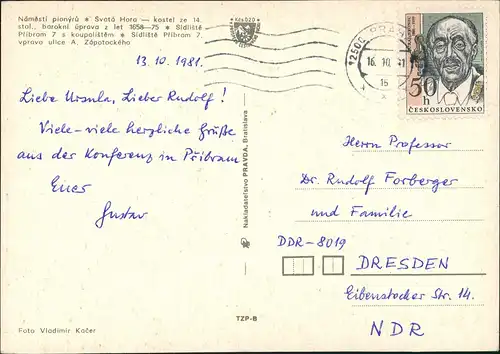 Náměstí pionýrů ● Svatá Hora — kostel ze 14.
stol., barokní úprava z let 1658—75 ● Sídliště
Příbram 7 s koupalištěm ● Sídliště Příbram 7,
vpravo ulice A. Zápotockého
13.10.1981.
Liebe Ursula, Lieber Rudolf!
Viele-viele herzliche Grüße
aus der Konferenz in Příbram
Euer
Gustav
Foto Vladimír Kačer
Nakladatelstvo PRAVDA, Bratislava
TZP-B
16.10.
50
h
ČESKOSLOVENSKO
Herrn Professor
Dr. Rudolf Forberger
und Familie
DDR-8019
DRESDEN
Eibenstocker Str. 14.
NDR